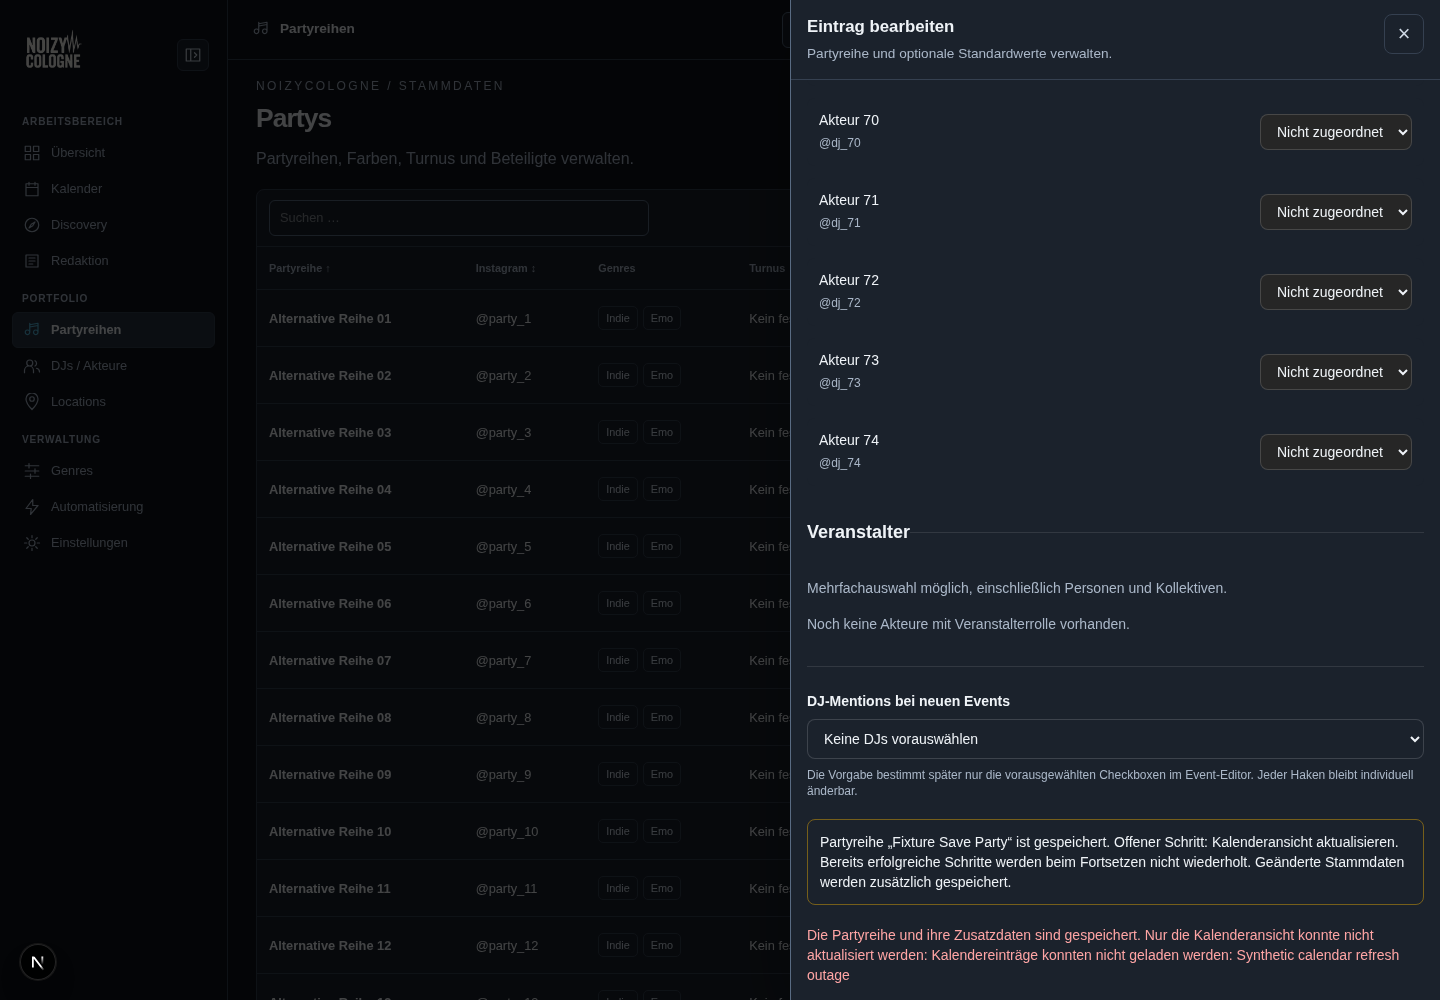 NOIZY
COLOGNE
ARBEITSBEREICH
Übersicht
Kalender
Discovery
Redaktion
PORTFOLIO
Partyreihen
DJs / Akteure
Locations
VERWALTUNG
Genres
Automatisierung
Einstellungen
N
Partyreihen
NOIZYCOLOGNE / STAMMDATEN
Partys
Partyreihen, Farben, Turnus und Beteiligte verwalten.
Suchen …
Partyreihe ↑ Instagram ↓ Genres Turnus
Alternative Reihe 01 @party_1 Indie Emo Kein fe
Alternative Reihe 02 @party_2 Indie Emo Kein fe
Alternative Reihe 03 @party_3 Indie Emo Kein fe
Alternative Reihe 04 @party_4 Indie Emo Kein fe
Alternative Reihe 05 @party_5 Indie Emo Kein fe
Alternative Reihe 06 @party_6 Indie Emo Kein fe
Alternative Reihe 07 @party_7 Indie Emo Kein fe
Alternative Reihe 08 @party_8 Indie Emo Kein fe
Alternative Reihe 09 @party_9 Indie Emo Kein fe
Alternative Reihe 10 @party_10 Indie Emo Kein fe
Alternative Reihe 11 @party_11 Indie Emo Kein fe
Alternative Reihe 12 @party_12 Indie Emo Kein fe
Eintrag bearbeiten
Partyreihe und optionale Standardwerte verwalten.
Akteur 70
@dj_70
Nicht zugeordnet
Akteur 71
@dj_71
Nicht zugeordnet
Akteur 72
@dj_72
Nicht zugeordnet
Akteur 73
@dj_73
Nicht zugeordnet
Akteur 74
@dj_74
Nicht zugeordnet
Veranstalter
Mehrfachauswahl möglich, einschließlich Personen und Kollektiven.
Noch keine Akteure mit Veranstalterrolle vorhanden.
DJ-Mentions bei neuen Events
Keine DJs vorauswählen
Die Vorgabe bestimmt später nur die vorausgewählten Checkboxen im Event-Editor. Jeder Haken bleibt individuell
änderbar.
Partyreihe „Fixture Save Party“ ist gespeichert. Offener Schritt: Kalenderansicht aktualisieren.
Bereits erfolgreiche Schritte werden beim Fortsetzen nicht wiederholt. Geänderte Stammdaten
werden zusätzlich gespeichert.
Die Partyreihe und ihre Zusatzdaten sind gespeichert. Nur die Kalenderansicht konnte nicht
aktualisiert werden: Kalendereinträge konnten nicht geladen werden: Synthetic calendar refresh
outage